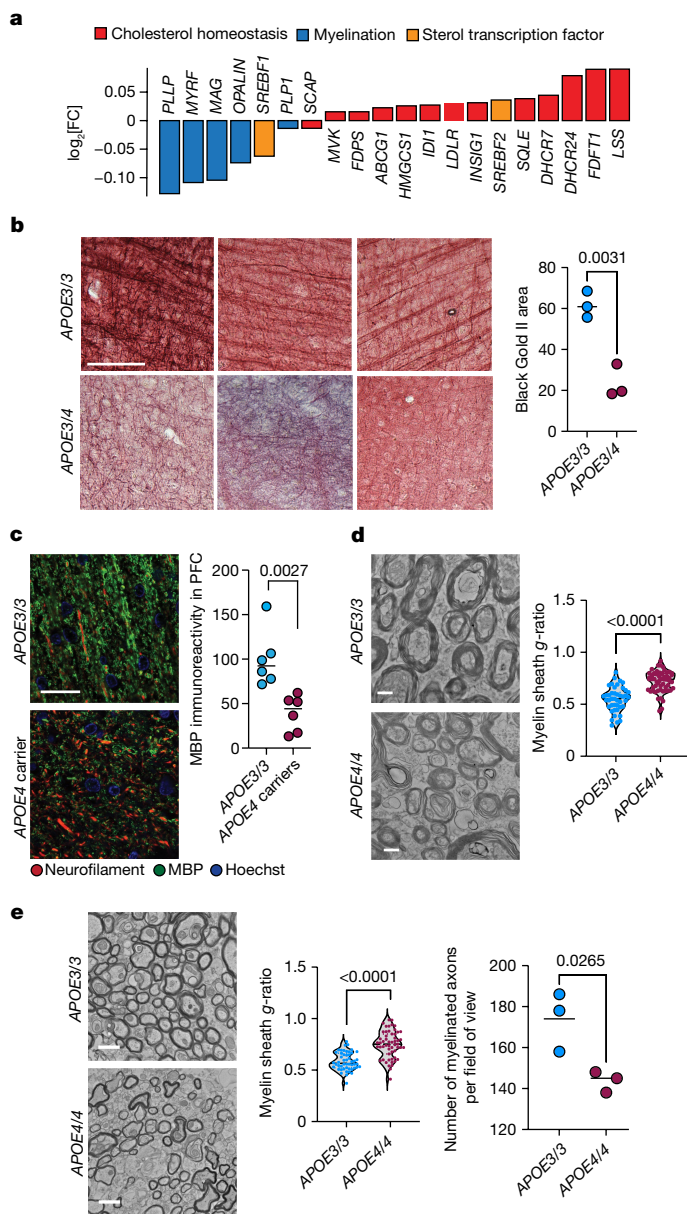 a
Cholesterol homeostasis Myelination Sterol transcription factor
log2[FC]
0.05
0
−0.05
−0.10
PLLP
MYRF
MAG
OPALIN
SREBF1
PLP1
SCAP
MVK
FDPS
ABCG1
HMGCS1
IDI1
LDLR
INSIG1
SREBF2
SQLE
DHCR7
DHCR24
FDFT1
LSS
b
APOE3/3
APOE3/4
Black Gold II area
80
60
40
20
0
0.0031
APOE3/3
APOE3/4
c
APOE3/3
APOE4 carrier
Neurofilament MBP Hoechst
MBP immunoreactivity in PFC
200
150
100
50
0
0.0027
APOE3/3
APOE4 carriers
d
APOE3/3
APOE4/4
Myelin sheath g-ratio
1.5
1.0
0.5
0
<0.0001
APOE3/3
APOE4/4
e
APOE3/3
APOE4/4
Myelin sheath g-ratio
1.5
1.0
0.5
0
<0.0001
APOE3/3
APOE4/4
Number of myelinated axons
per field of view
200
180
160
140
120
0.0265
APOE3/3
APOE4/4